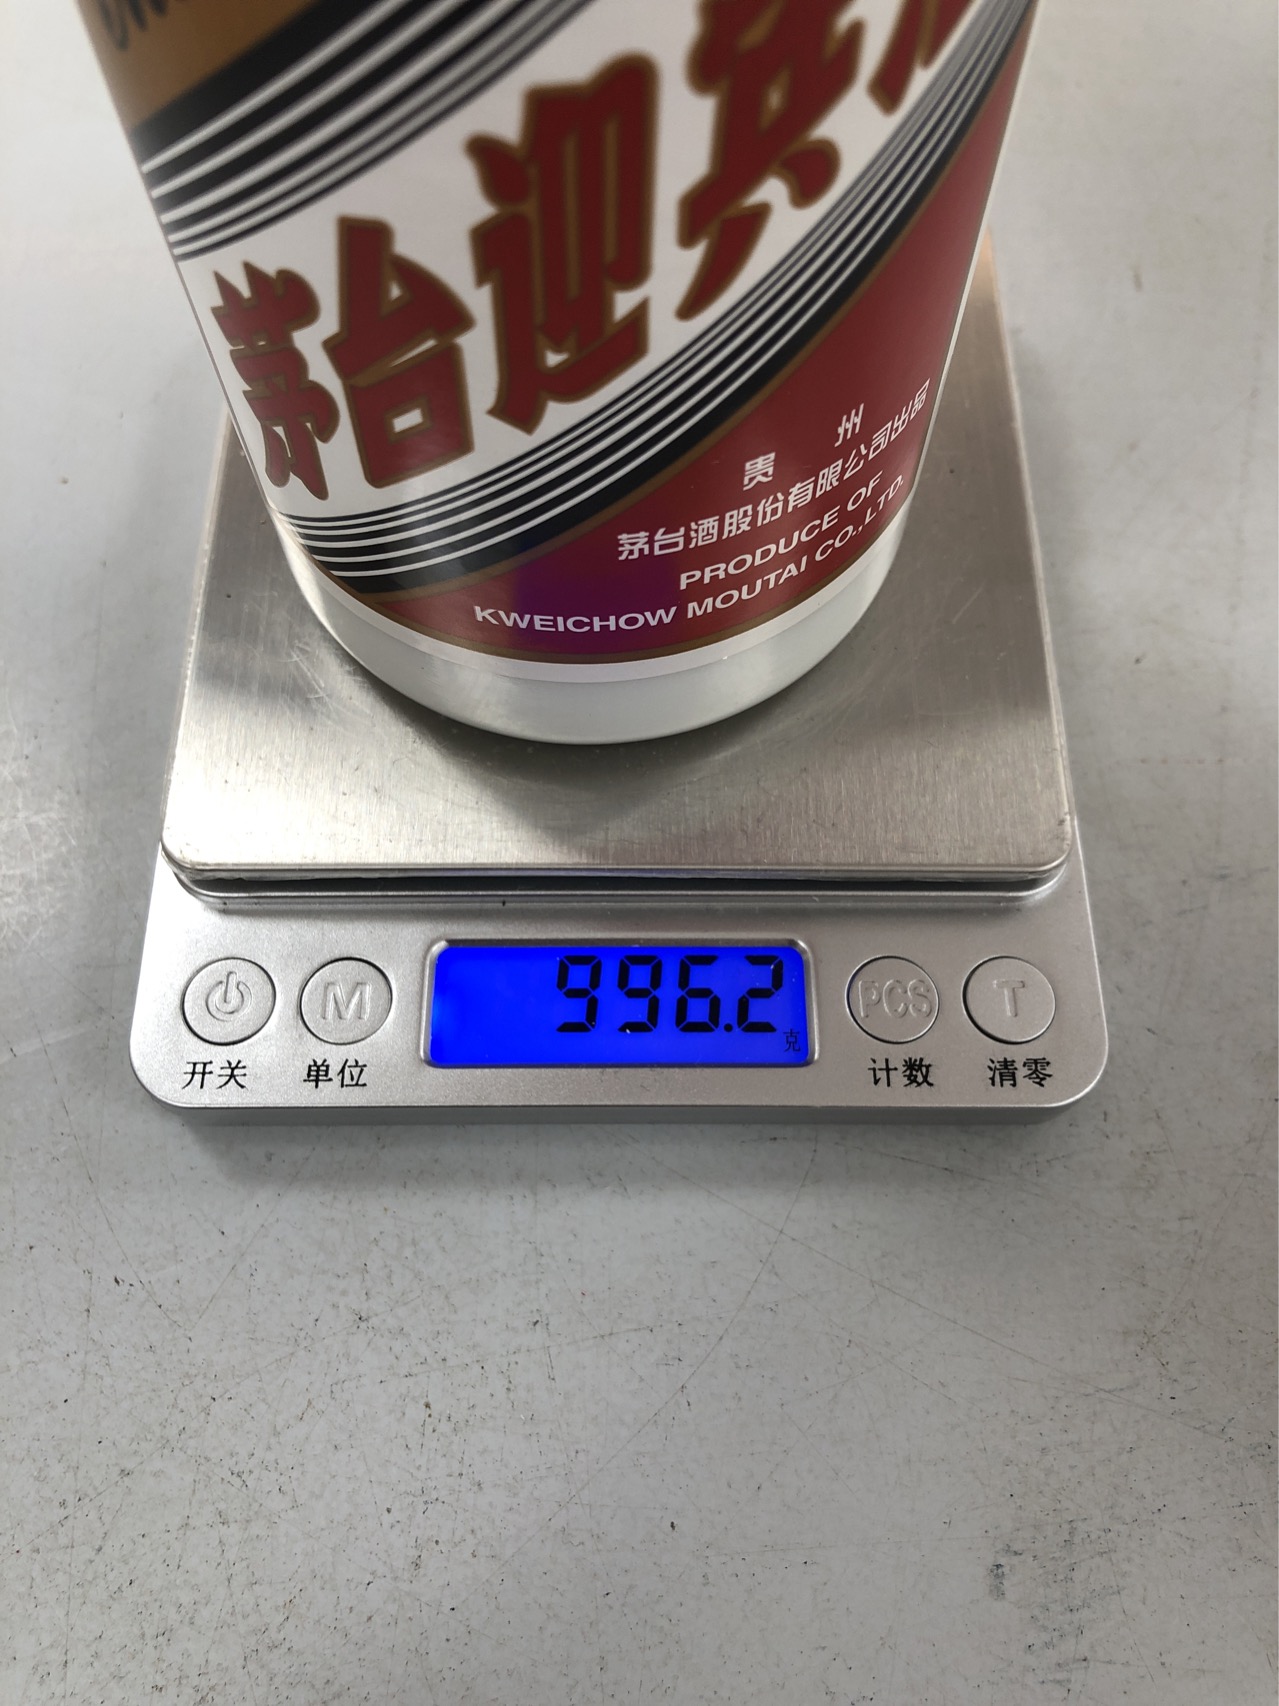 茅台迎宾
贵州
茅台酒股份有限公司出品
PRODUCE OF
KWEICHOW MOUTAI CO.,LTD.
996.2
克
M PCS T
开关 单位 计数 清零